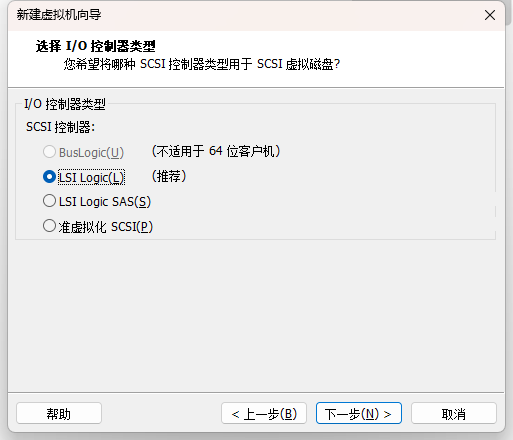 新建虚拟机向导
选择 I/O 控制器类型
您希望将哪种 SCSI 控制器类型用于 SCSI 虚拟磁盘?
I/O 控制器类型
SCSI 控制器:
BusLogic(U) (不适用于 64 位客户机)
LSI Logic(L) (推荐)
LSI Logic SAS(S)
准虚拟化 SCSI(P)
帮助 < 上一步(B) 下一步(N) > 取消